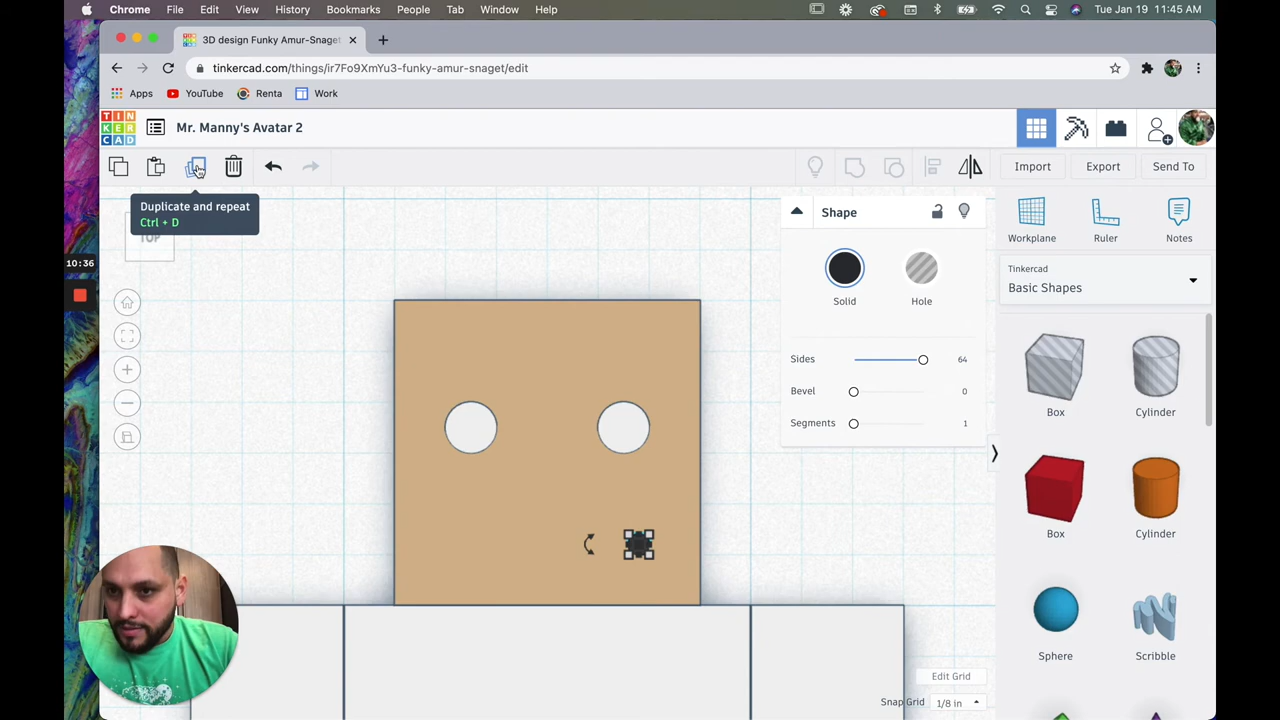 Chrome File Edit View History Bookmarks People Tab Window Help Tue Jan 19 11:45 AM
3D design Funky Amur-Snaget
tinkercad.com/things/ir7Fo9XmYu3-funky-amur-snaget/edit
Apps YouTube Renta Work
TIN
KER
CAD
Mr. Manny's Avatar 2
Import Export Send To
Duplicate and repeat
Ctrl + D
TOP
10:36
Shape
Solid Hole
Sides 64
Bevel 0
Segments 1
Workplane Ruler Notes
Tinkercad
Basic Shapes
Box Cylinder
Box Cylinder
Sphere Scribble
Edit Grid
Snap Grid 1/8 in